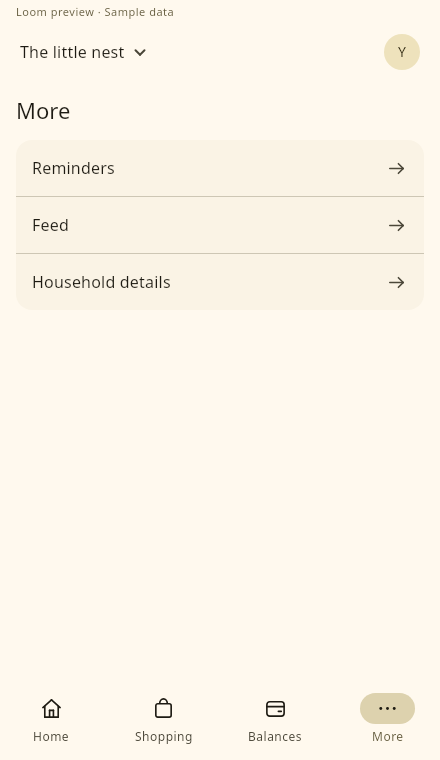 Loom preview · Sample data
The little nest
Y
More
Reminders
Feed
Household details
Home
Shopping
Balances
More